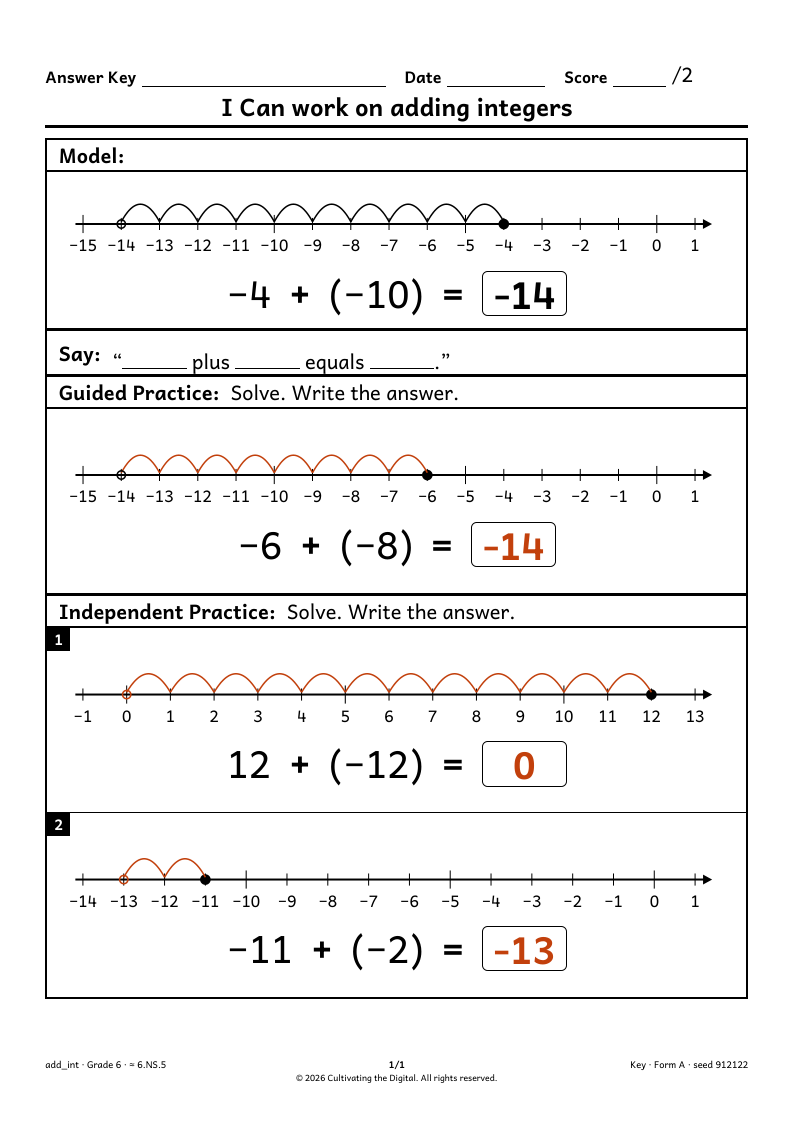 Answer Key ____________ Date ______ Score ______ /2
I Can work on adding integers
Model:
−15 −14 −13 −12 −11 −10 −9 −8 −7 −6 −5 −4 −3 −2 −1 0 1
−4 + (−10) = −14
Say: “______ plus ______ equals ______.”
Guided Practice: Solve. Write the answer.
−15 −14 −13 −12 −11 −10 −9 −8 −7 −6 −5 −4 −3 −2 −1 0 1
−6 + (−8) = −14
Independent Practice: Solve. Write the answer.
1
−1 0 1 2 3 4 5 6 7 8 9 10 11 12 13
12 + (−12) = 0
2
−14 −13 −12 −11 −10 −9 −8 −7 −6 −5 −4 −3 −2 −1 0 1
−11 + (−2) = −13
add_int · Grade 6 · ≈ 6.NS.5 1/1 Key · Form A · seed 912122
© 2026 Cultivating the Digital. All rights reserved.